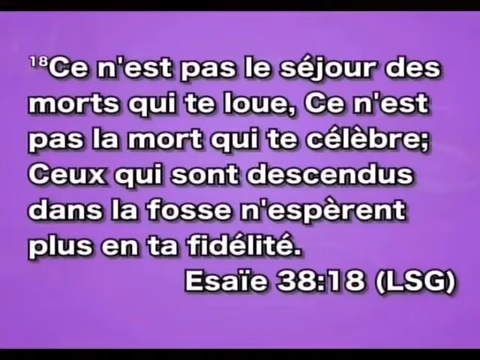 ¹⁸Ce n'est pas le séjour des
morts qui te loue, Ce n'est
pas la mort qui te célèbre;
Ceux qui sont descendus
dans la fosse n'espèrent
plus en ta fidélité.
Esaïe 38:18 (LSG)